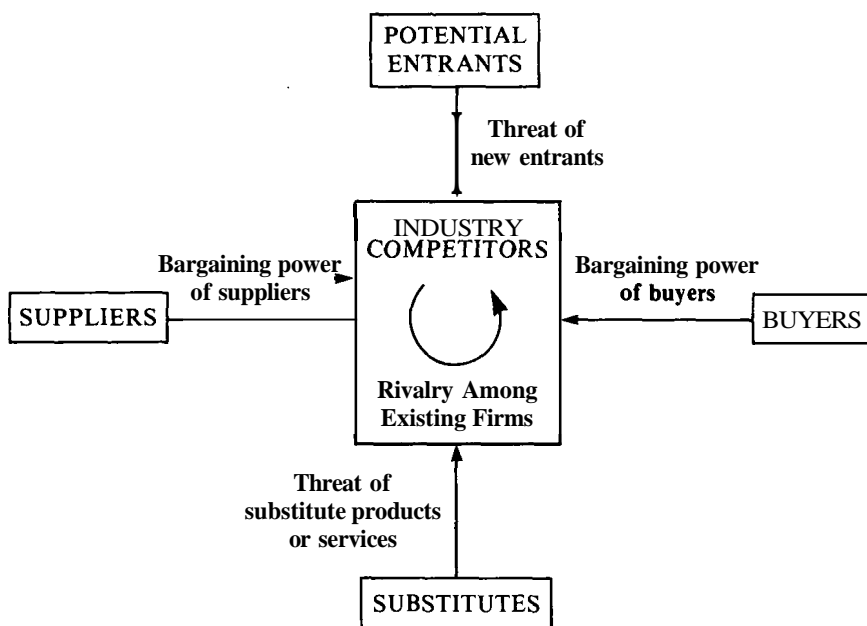 POTENTIAL
ENTRANTS
Threat of
new entrants
INDUSTRY
COMPETITORS
Bargaining power
of suppliers
Bargaining power
of buyers
SUPPLIERS
BUYERS
Rivalry Among
Existing Firms
Threat of
substitute products
or services
SUBSTITUTES